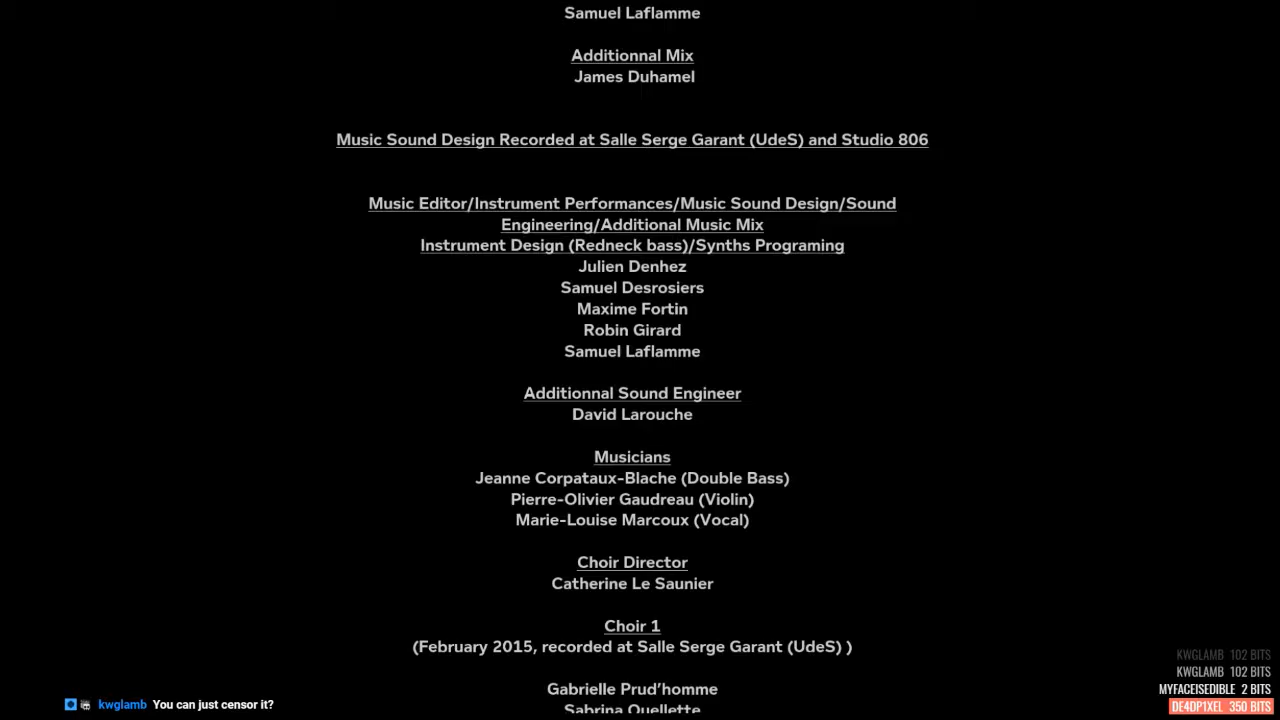 Samuel Laflamme
Additionnal Mix
James Duhamel
Music Sound Design Recorded at Salle Serge Garant (UdeS) and Studio 806
Music Editor/Instrument Performances/Music Sound Design/Sound
Engineering/Additional Music Mix
Instrument Design (Redneck bass)/Synths Programing
Julien Denhez
Samuel Desrosiers
Maxime Fortin
Robin Girard
Samuel Laflamme
Additionnal Sound Engineer
David Larouche
Musicians
Jeanne Corpataux-Blache (Double Bass)
Pierre-Olivier Gaudreau (Violin)
Marie-Louise Marcoux (Vocal)
Choir Director
Catherine Le Saunier
Choir 1
(February 2015, recorded at Salle Serge Garant (UdeS) )
Gabrielle Prud'homme
Sabrina Ouellette
kwglamb You can just censor it?
KWGLAMB 102 BITS
KWGLAMB 102 BITS
MYFACEISEDIBLE 2 BITS
DE4DP1XEL 350 BITS